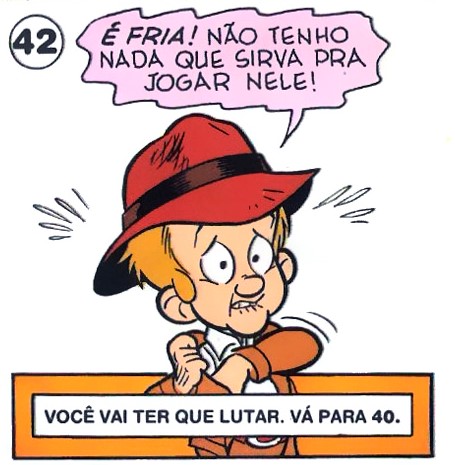 42
É FRIA! NÃO TENHO
NADA QUE SIRVA PRA
JOGAR NELE!
VOCÊ VAI TER QUE LUTAR. VÁ PARA 40.